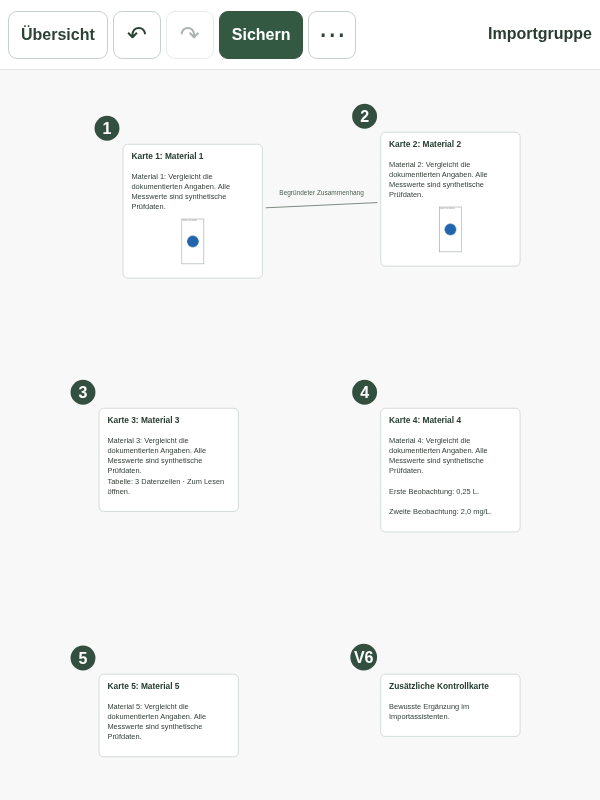 Übersicht
↶
↷
Sichern
···
Importgruppe
1
Karte 1: Material 1
Material 1: Vergleicht die
dokumentierten Angaben. Alle
Messwerte sind synthetische
Prüfdaten.
Begründeter Zusammenhang
2
Karte 2: Material 2
Material 2: Vergleicht die
dokumentierten Angaben. Alle
Messwerte sind synthetische
Prüfdaten.
3
Karte 3: Material 3
Material 3: Vergleicht die
dokumentierten Angaben. Alle
Messwerte sind synthetische
Prüfdaten.
Tabelle: 3 Datenzeilen · Zum Lesen
öffnen.
4
Karte 4: Material 4
Material 4: Vergleicht die
dokumentierten Angaben. Alle
Messwerte sind synthetische
Prüfdaten.
Erste Beobachtung: 0,25 L.
Zweite Beobachtung: 2,0 mg/L.
5
Karte 5: Material 5
Material 5: Vergleicht die
dokumentierten Angaben. Alle
Messwerte sind synthetische
Prüfdaten.
V6
Zusätzliche Kontrollkarte
Bewusste Ergänzung im
Importassistenten.